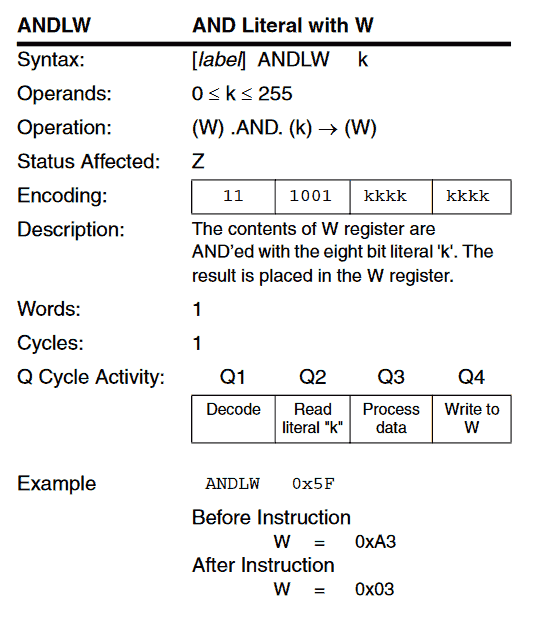 ANDLW AND Literal with W
Syntax: [label] ANDLW k
Operands: 0 ≤ k ≤ 255
Operation: (W) .AND. (k) → (W)
Status Affected: Z
Encoding: 11 1001 kkkk kkkk
Description: The contents of W register are
AND'ed with the eight bit literal 'k'. The
result is placed in the W register.
Words: 1
Cycles: 1
Q Cycle Activity: Q1 Q2 Q3 Q4
Decode Read Process Write to
literal "k" data W
Example ANDLW 0x5F
Before Instruction
W = 0xA3
After Instruction
W = 0x03